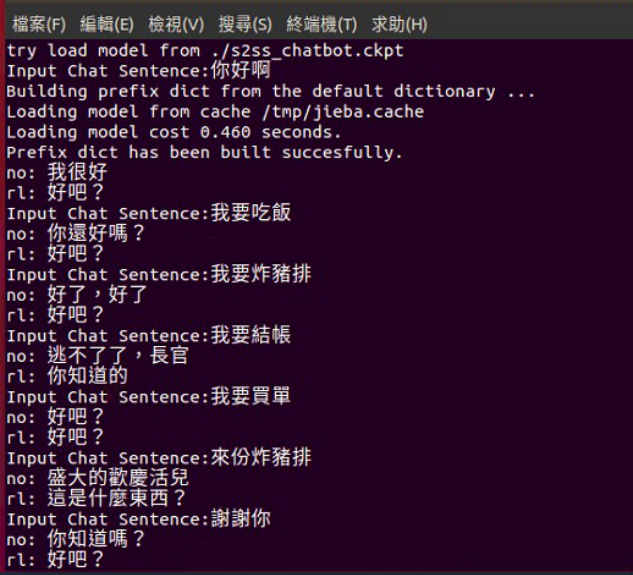 檔案(F) 編輯(E) 檢視(V) 搜尋(S) 終端機(T) 求助(H)
try load model from ./s2ss_chatbot.ckpt
Input Chat Sentence:你好啊
Building prefix dict from the default dictionary ...
Loading model from cache /tmp/jieba.cache
Loading model cost 0.460 seconds.
Prefix dict has been built succesfully.
no: 我很好
rl: 好吧？
Input Chat Sentence:我要吃飯
no: 你還好嗎？
rl: 好吧？
Input Chat Sentence:我要炸豬排
no: 好了，好了
rl: 好吧？
Input Chat Sentence:我要結帳
no: 逃不了了，長官
rl: 你知道的
Input Chat Sentence:我要買單
no: 好吧？
rl: 好吧？
Input Chat Sentence:來份炸豬排
no: 盛大的歡慶活兒
rl: 這是什麼東西？
Input Chat Sentence:謝謝你
no: 你知道嗎？
rl: 好吧？